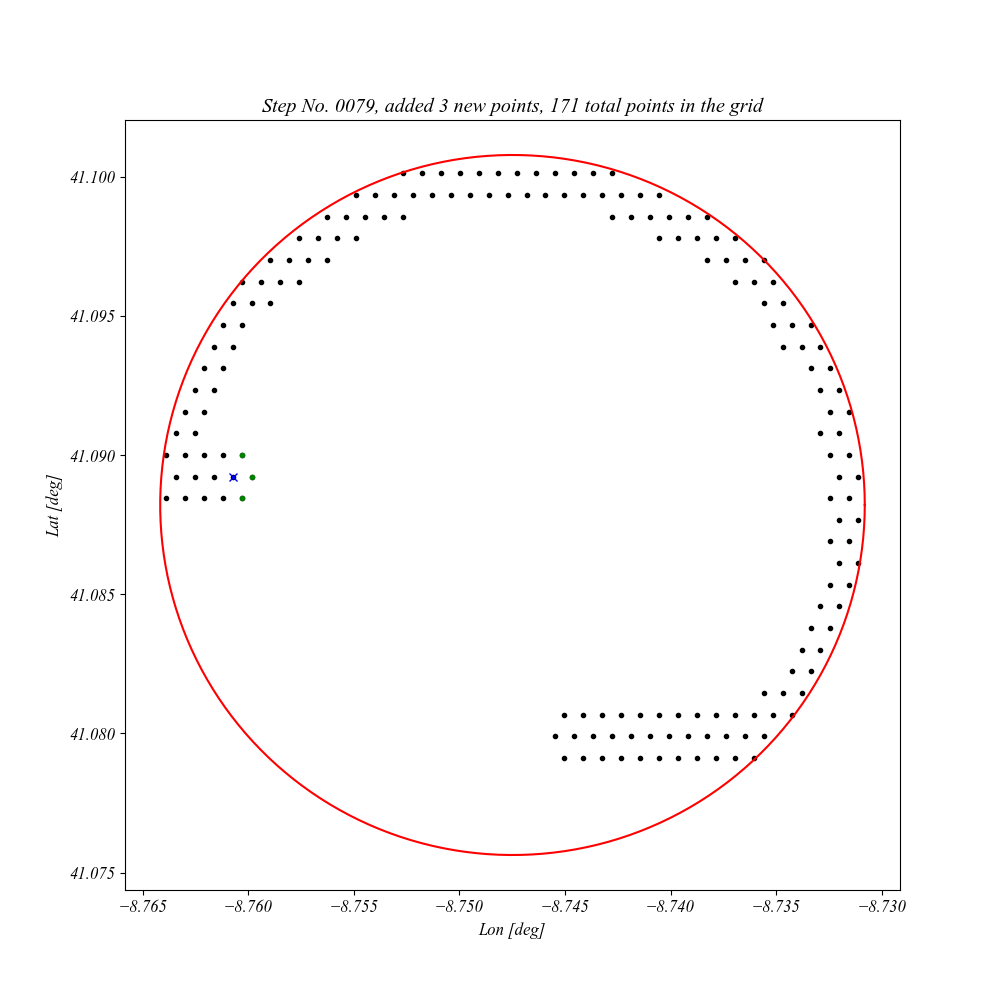 Step No. 0079, added 3 new points, 171 total points in the grid
41.100
41.095
41.090
41.085
41.080
41.075
Lat [deg]
−8.765 −8.760 −8.755 −8.750 −8.745 −8.740 −8.735 −8.730
Lon [deg]